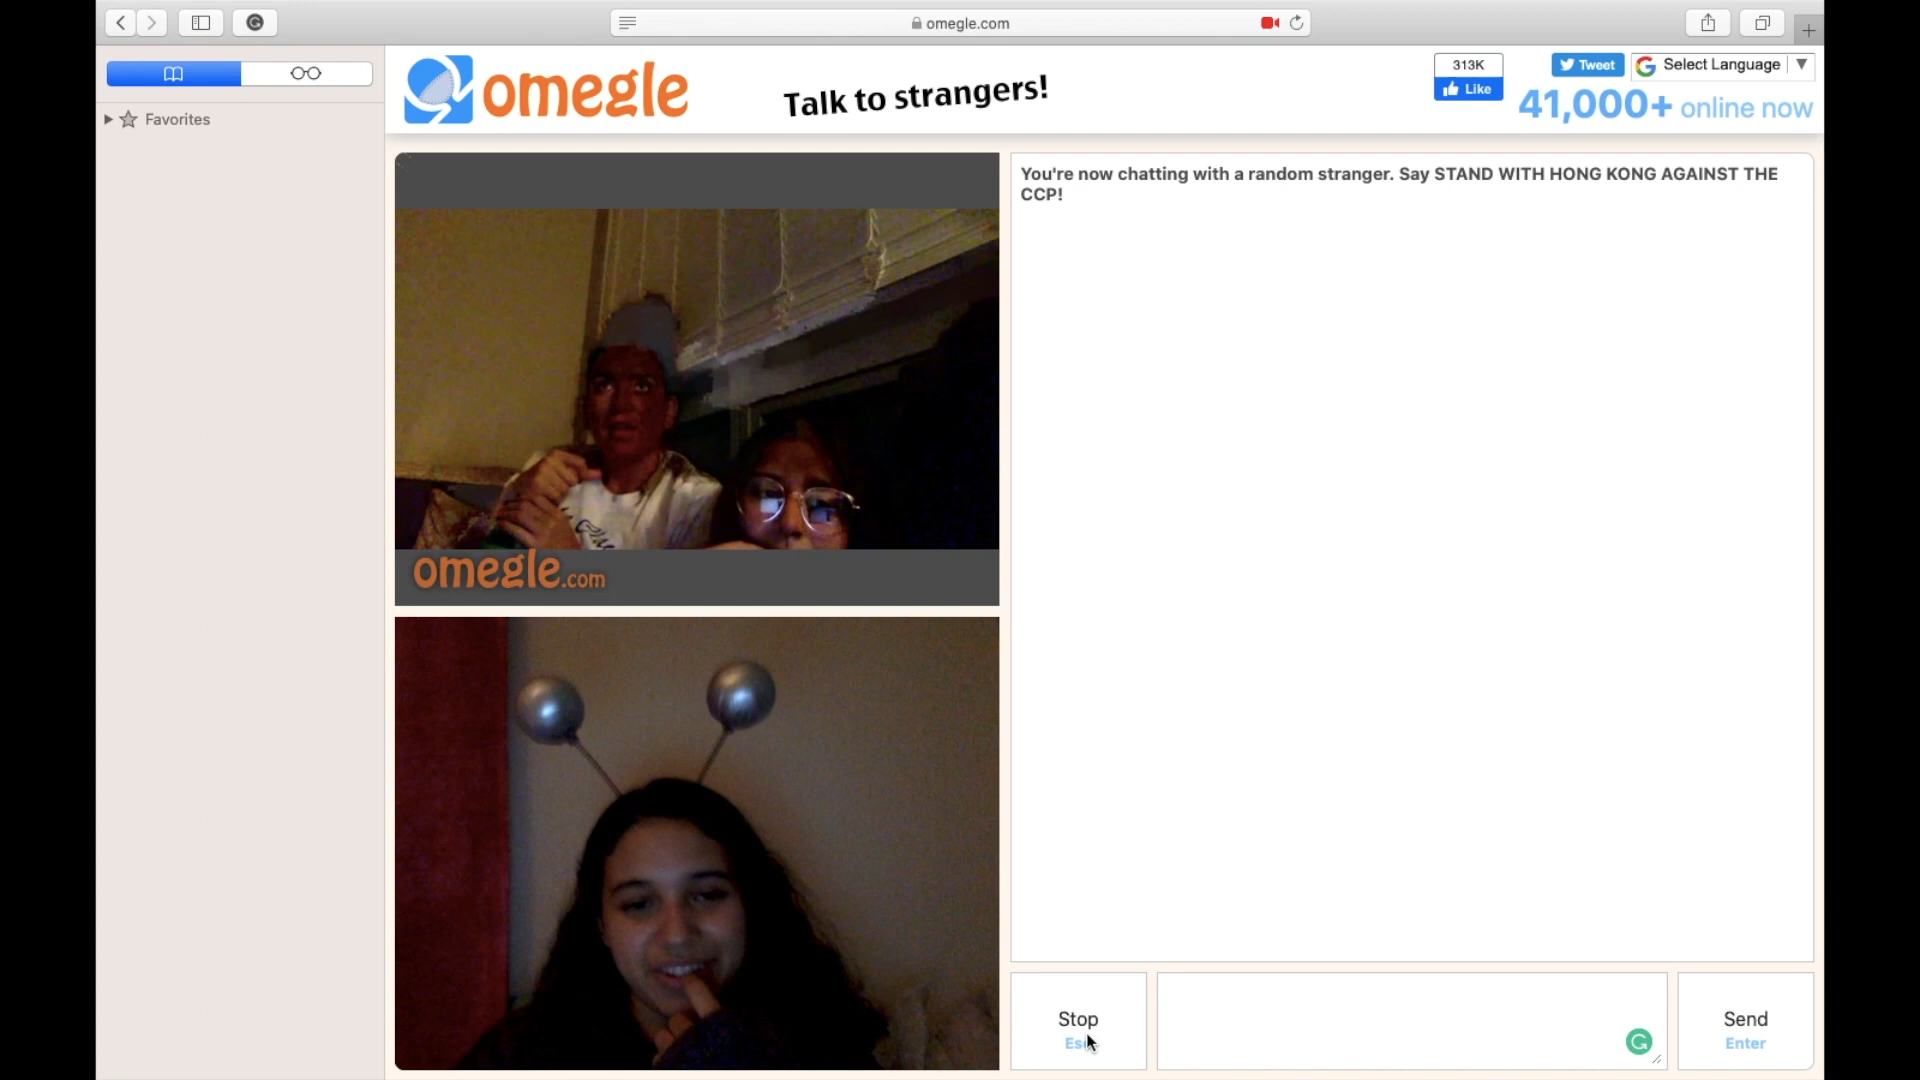 omegle.com
Favorites
omegle
Talk to strangers!
313K
Like
Tweet
Select Language
41,000+ online now
You're now chatting with a random stranger. Say STAND WITH HONG KONG AGAINST THE
CCP!
omegle.com
Stop
Es
Send
Enter